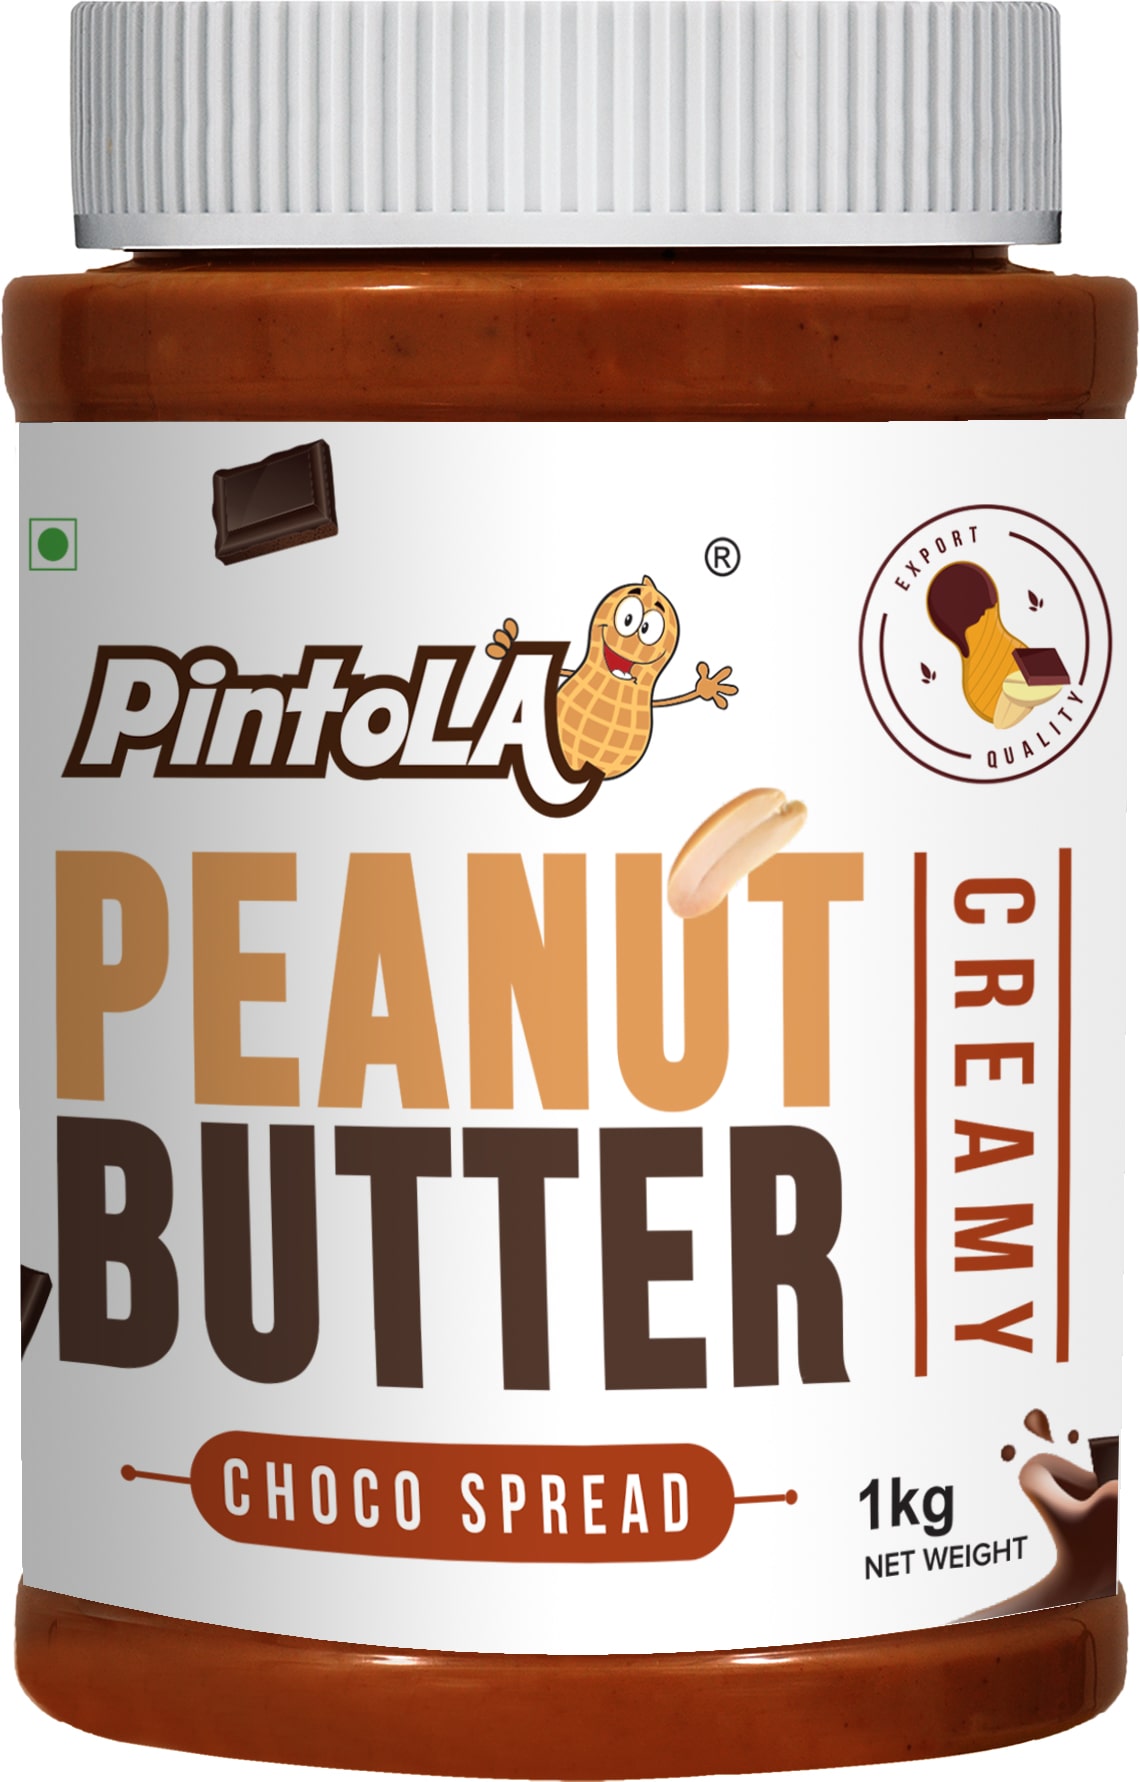 ®
EXPORT
QUALITY
PintoLA
PEANUT
BUTTER
CREAMY
CHOCO SPREAD
1kg
NET WEIGHT